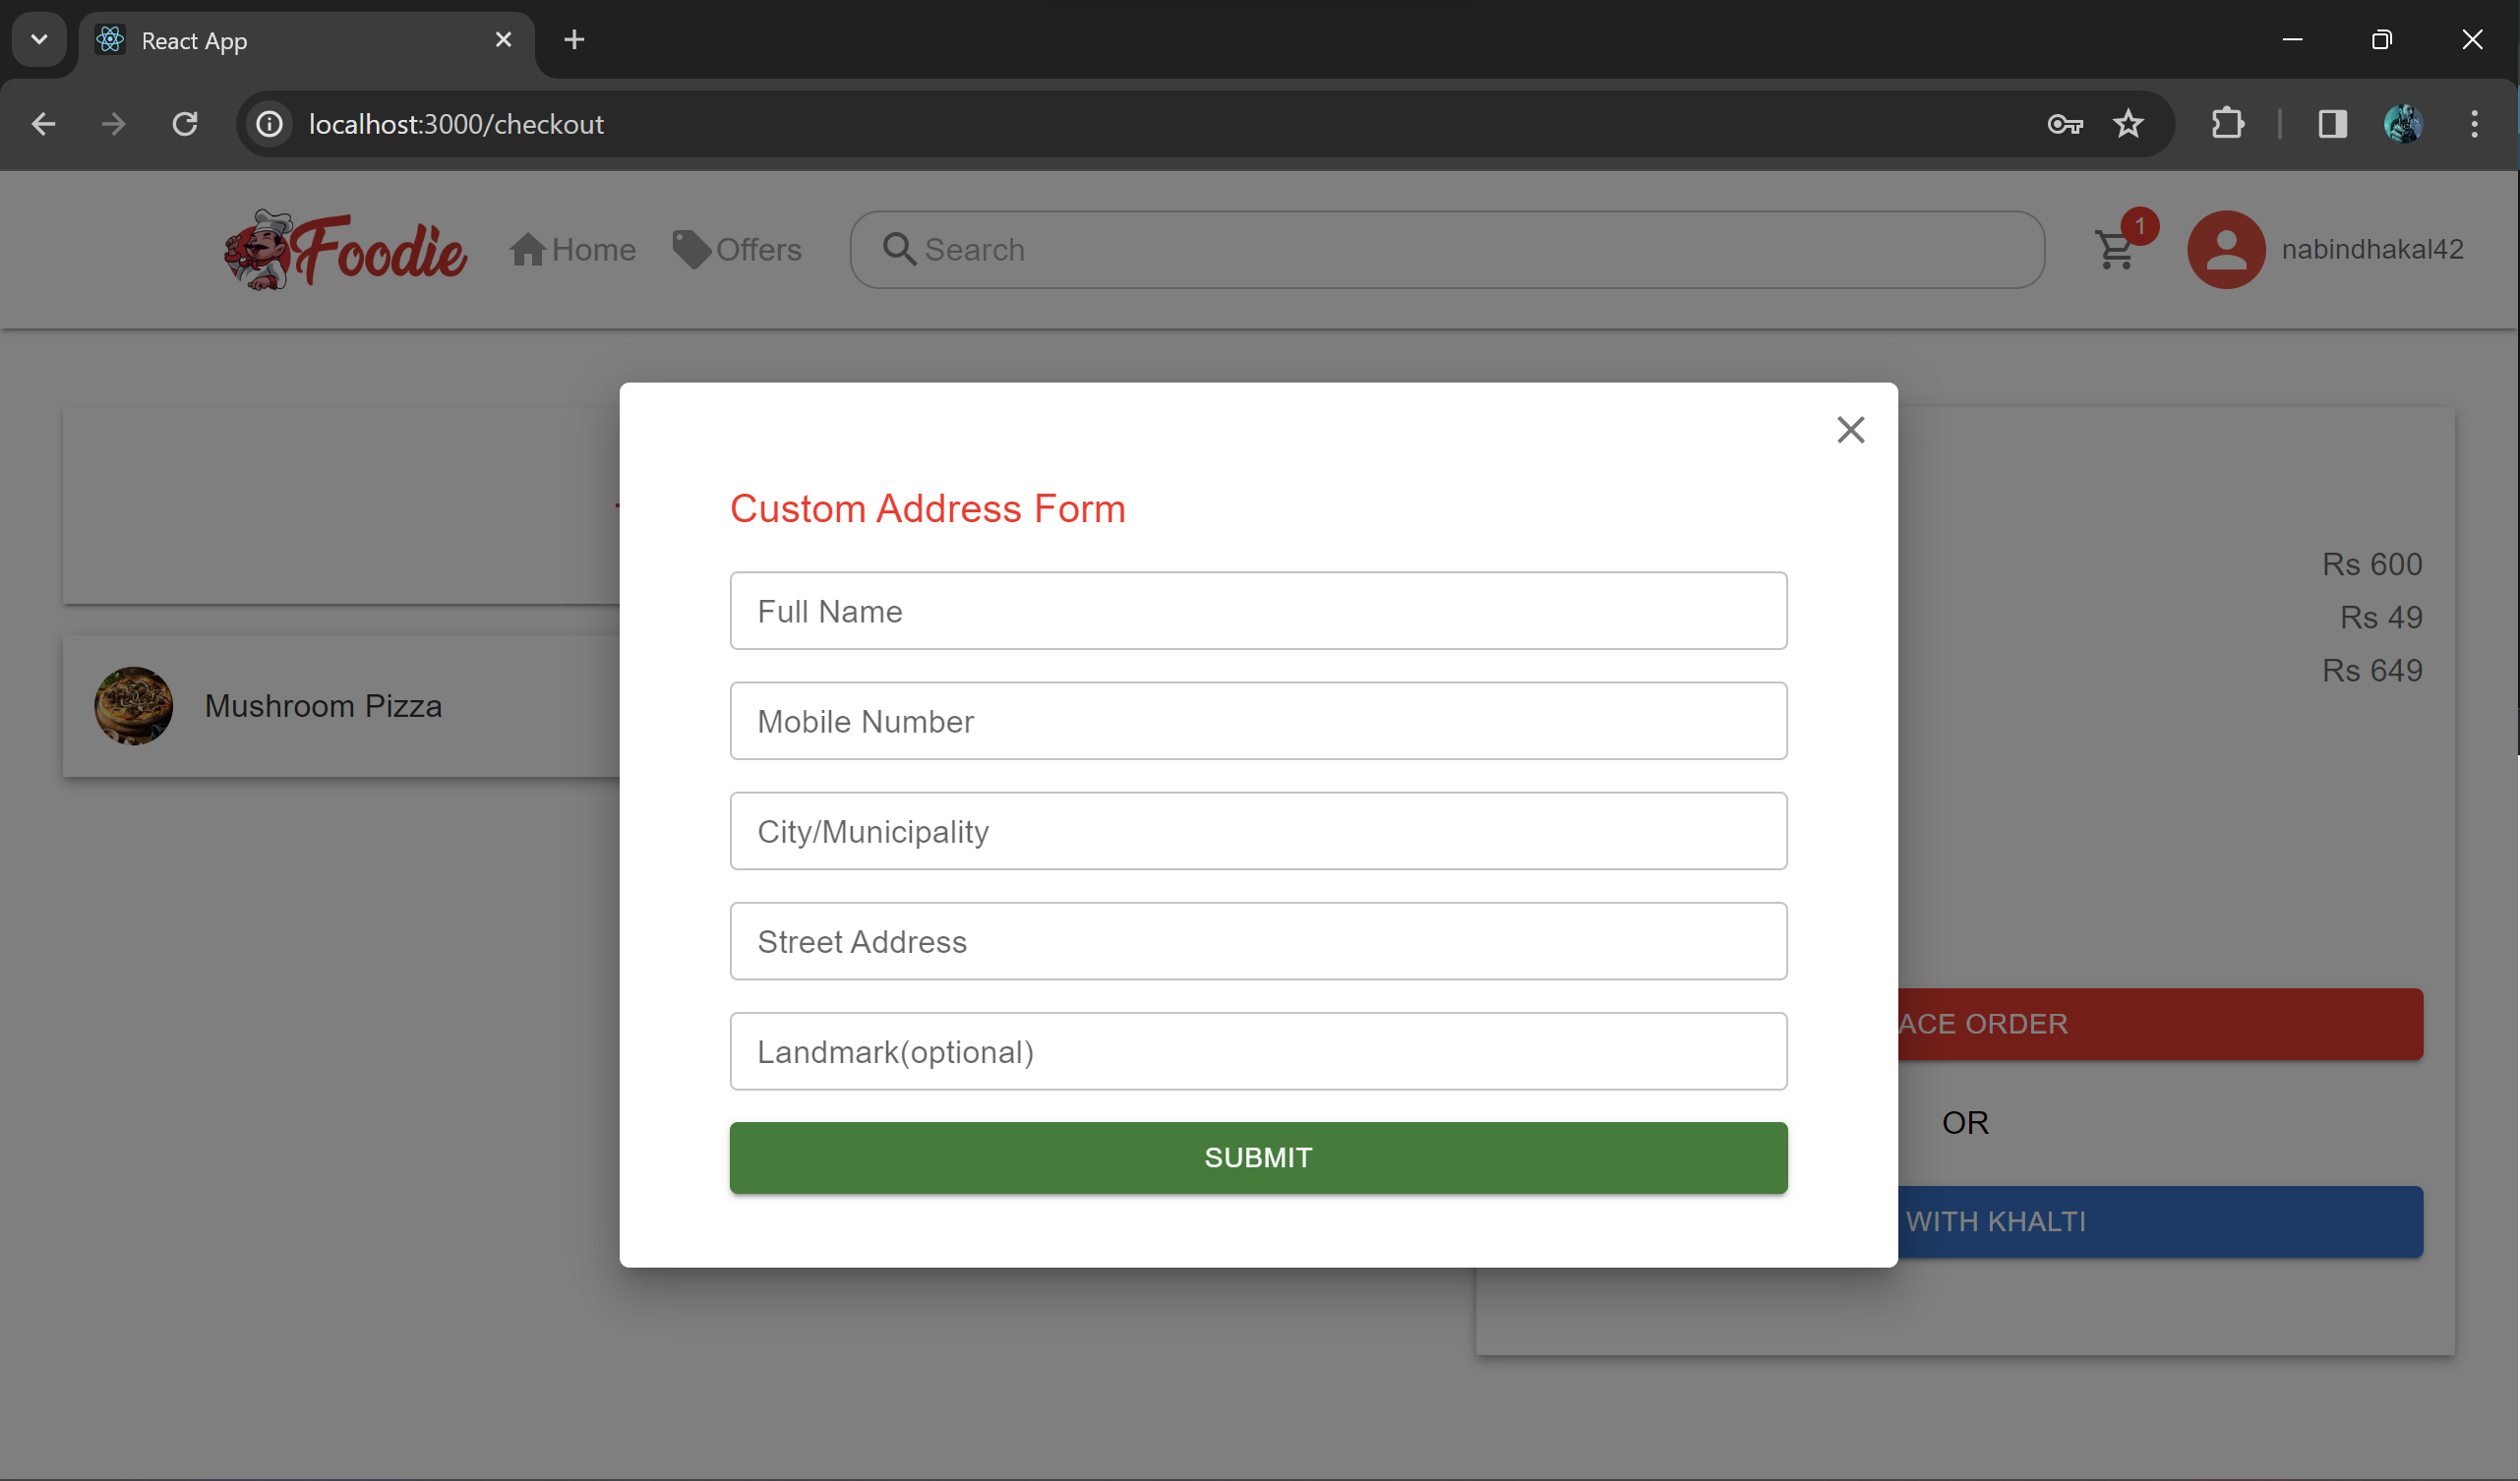 React App
localhost:3000/checkout
Foodie
Home
Offers
Search
1
nabindhakal42
Custom Address Form
Full Name
Mobile Number
City/Municipality
Street Address
Landmark(optional)
SUBMIT
Mushroom Pizza
Rs 600
Rs 49
Rs 649
ACE ORDER
OR
WITH KHALTI